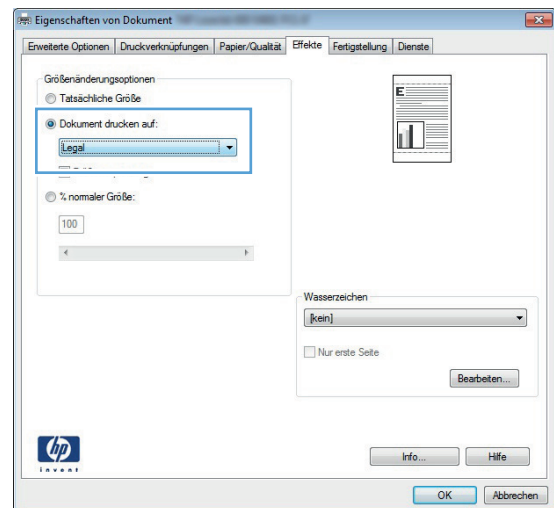 Eigenschaften von Dokument
Erweiterte Optionen Druckverknüpfungen Papier/Qualität Effekte Fertigstellung Dienste
Größenänderungsoptionen
Tatsächliche Größe
E
Dokument drucken auf:
Legal
% normaler Größe:
100
Wasserzeichen
[kein]
Nur erste Seite
Bearbeiten...
hp
invent
Info... Hilfe
OK Abbrechen